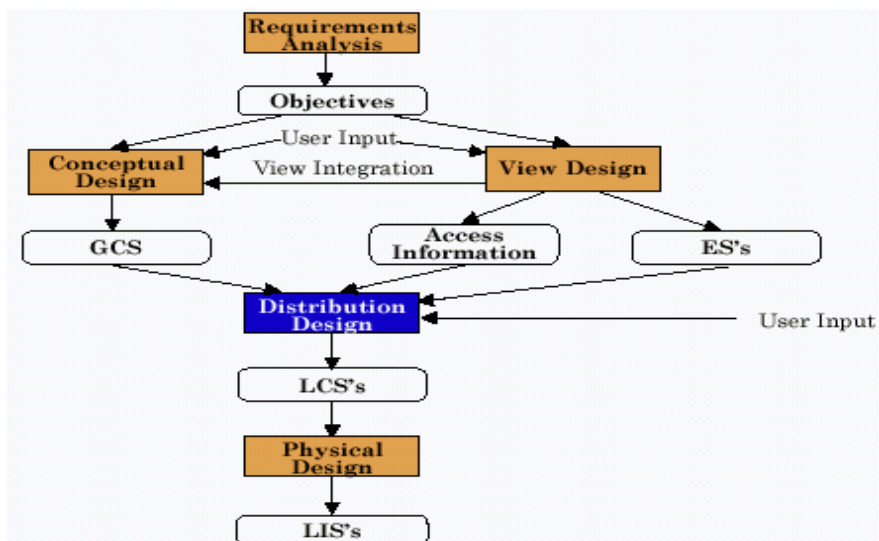 Requirements
Analysis
Objectives
User Input
Conceptual
Design
View Integration
View Design
GCS
Access
Information
ES's
Distribution
Design
User Input
LCS's
Physical
Design
LIS's